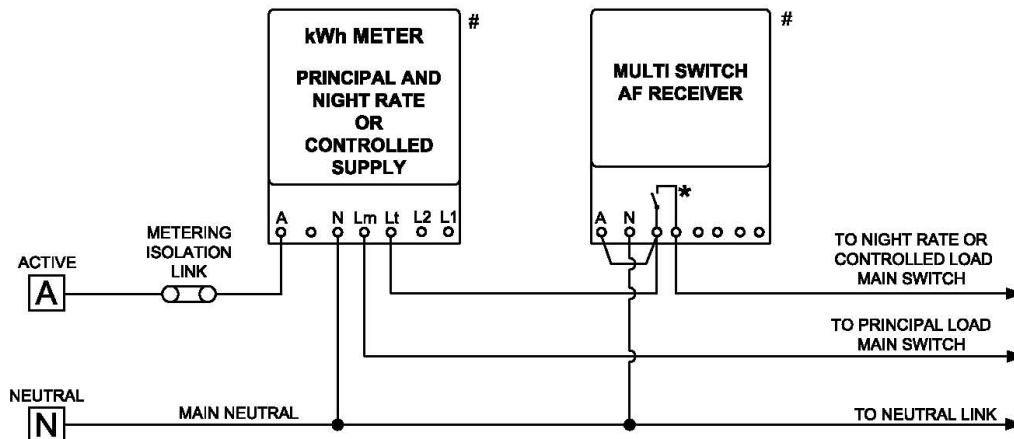 kWh METER
#
PRINCIPAL AND
NIGHT RATE
OR
CONTROLLED
SUPPLY
A N Lm Lt L2 L1
MULTI SWITCH
AF RECEIVER
#
*
A N
METERING
ISOLATION
LINK
ACTIVE
A
TO NIGHT RATE OR
CONTROLLED LOAD
MAIN SWITCH
TO PRINCIPAL LOAD
MAIN SWITCH
NEUTRAL
N
MAIN NEUTRAL
TO NEUTRAL LINK